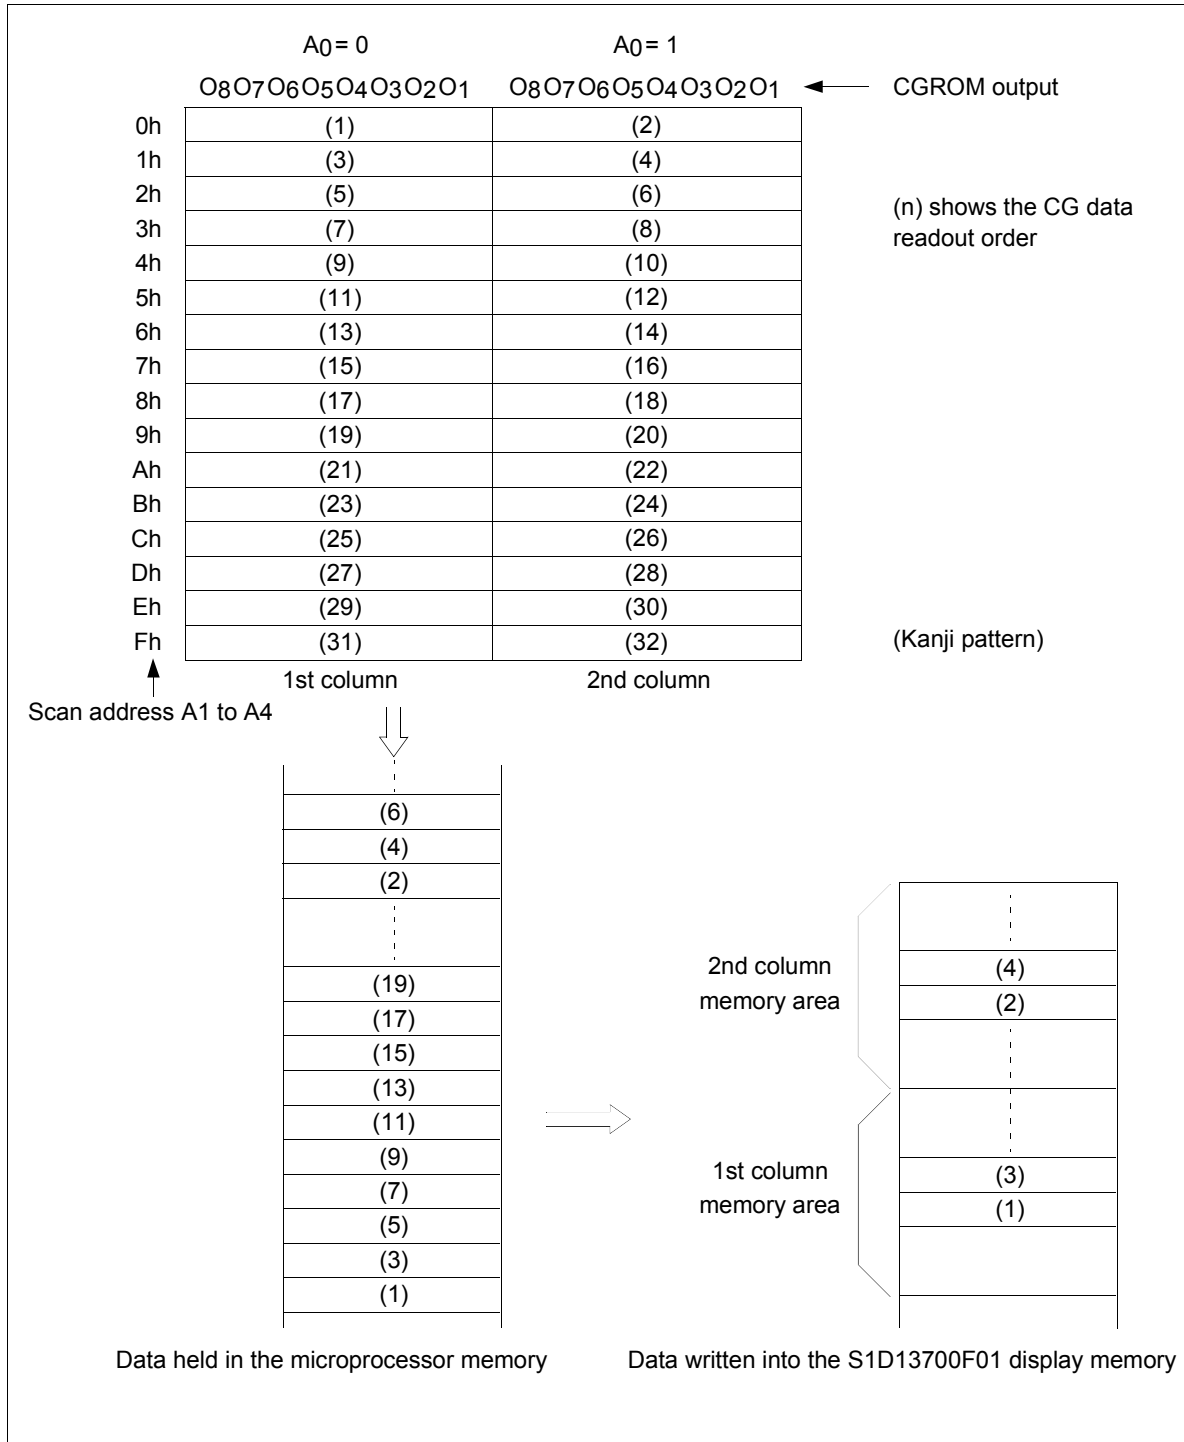 A0 = 0 A0 = 1
O8O7O6O5O4O3O2O1 O8O7O6O5O4O3O2O1 CGROM output
0h (1) (2)
1h (3) (4)
2h (5) (6)
(n) shows the CG data
3h (7) (8)
readout order
4h (9) (10)
5h (11) (12)
6h (13) (14)
7h (15) (16)
8h (17) (18)
9h (19) (20)
Ah (21) (22)
Bh (23) (24)
Ch (25) (26)
Dh (27) (28)
Eh (29) (30)
Fh (31) (32) (Kanji pattern)
1st column 2nd column
Scan address A1 to A4
(6)
(4)
(2)
(19)
(17)
(15)
(13)
(11)
(9)
(7)
(5)
(3)
(1)
Data held in the microprocessor memory
2nd column
memory area
(4)
(2)
1st column
memory area
(3)
(1)
Data written into the S1D13700F01 display memory